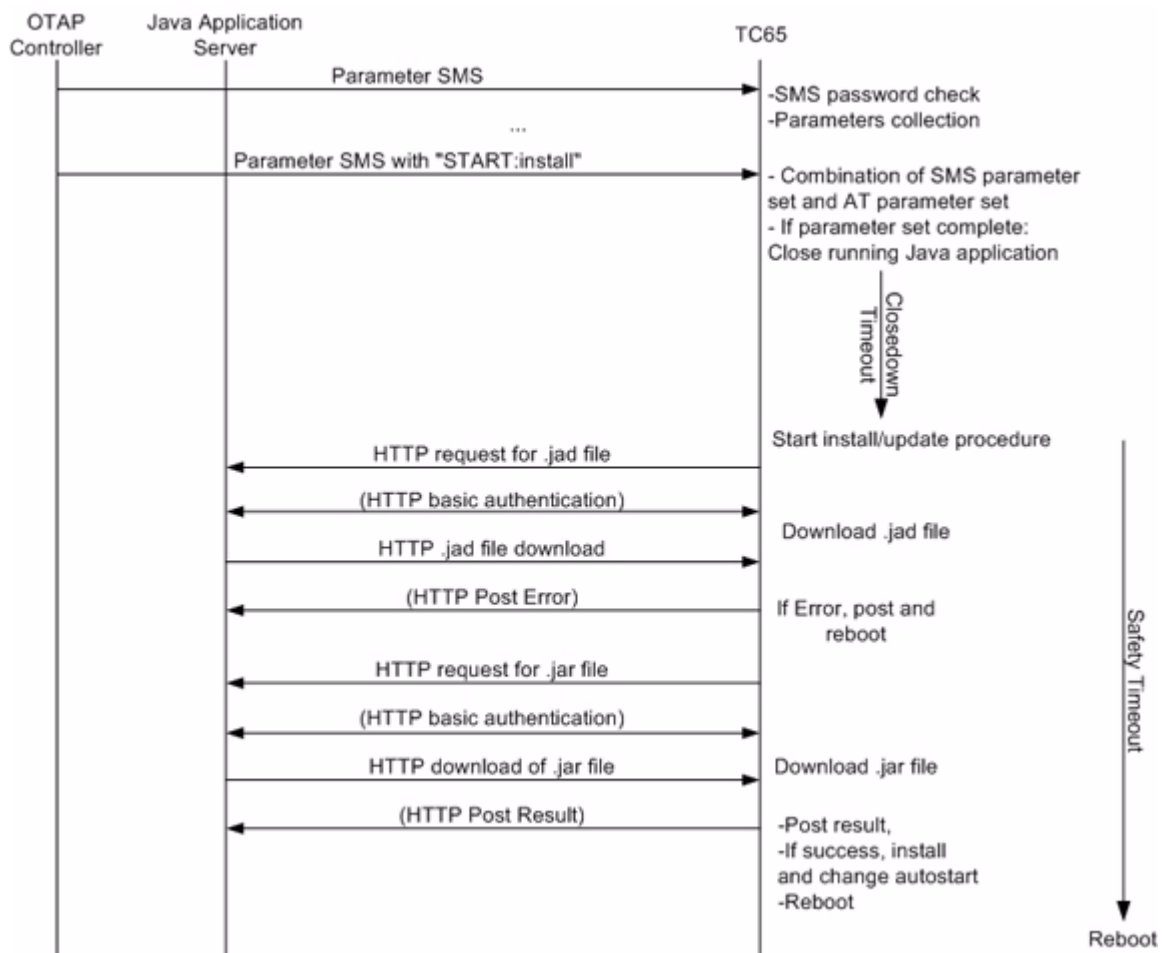 OTAP
Controller
Java Application
Server
TC65
Parameter SMS
-SMS password check
-Parameters collection
...
Parameter SMS with "START:install"
- Combination of SMS parameter
set and AT parameter set
- If parameter set complete:
Close running Java application
Closedown
Timeout
Start install/update procedure
HTTP request for .jad file
(HTTP basic authentication)
Download .jad file
HTTP .jad file download
(HTTP Post Error)
If Error, post and
reboot
Safety Timeout
HTTP request for .jar file
(HTTP basic authentication)
HTTP download of .jar file
Download .jar file
(HTTP Post Result)
-Post result,
-If success, install
and change autostart
-Reboot
Reboot